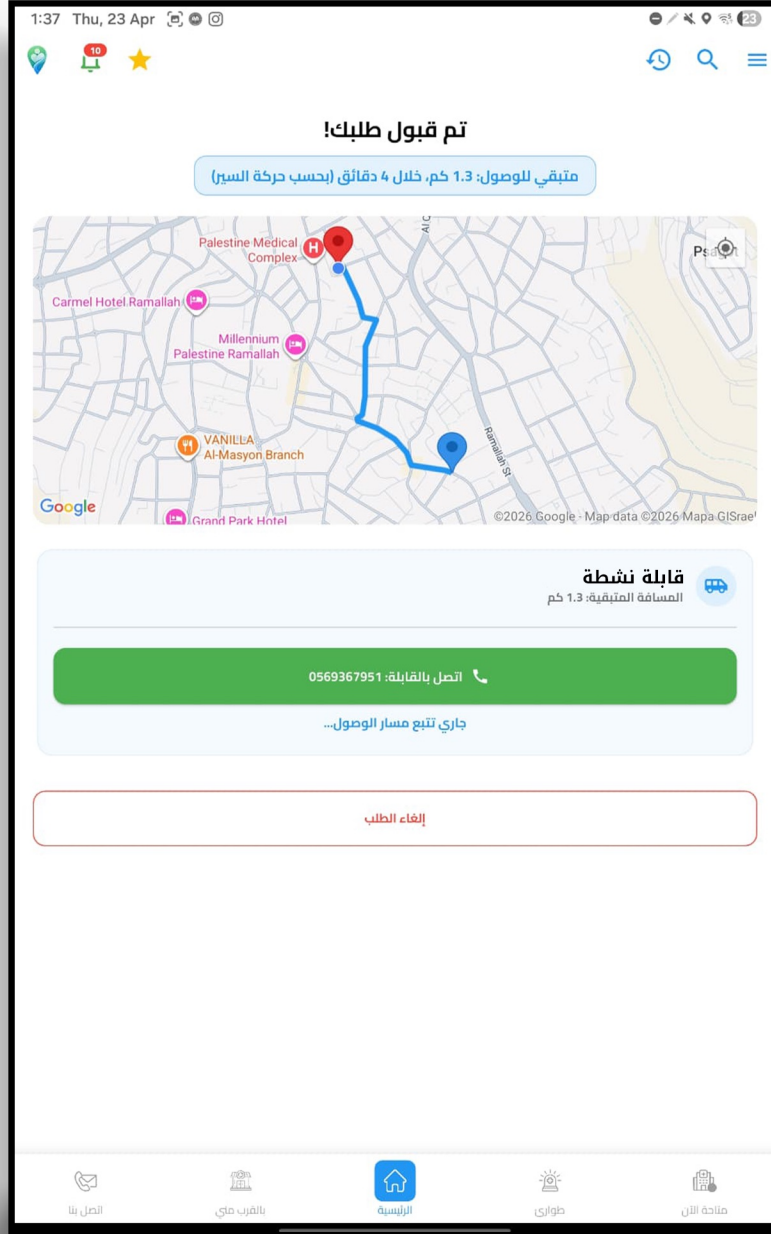 1:37 Thu, 23 Apr
23
10
تم قبول طلبك!
متبقي للوصول: 1.3 كم، خلال 4 دقائق (بحسب حركة السير)
Palestine Medical
Complex
H
Carmel Hotel Ramallah
Millennium
Palestine Ramallah
VANILLA
Al-Masyon Branch
Grand Park Hotel
Ramallah St
Google
©2026 Google - Map data ©2026 Mapa GISrael
قابلة نشطة
المسافة المتبقية: 1.3 كم
اتصل بالقابلة: 0569367951
جاري تتبع مسار الوصول...
إلغاء الطلب
متاحة الآن
طوارئ
الرئيسية
بالقرب مني
اتصل بنا